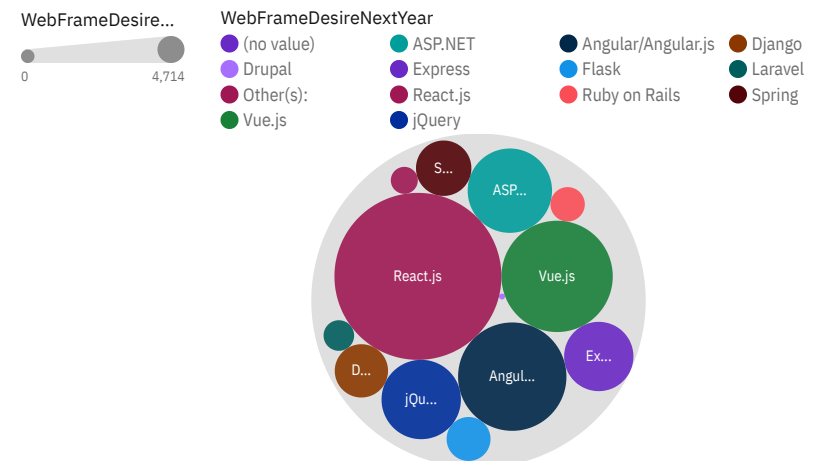 WebFrameDesire...
0 4,714
WebFrameDesireNextYear
(no value) ASP.NET Angular/Angular.js Django
Drupal Express Flask Laravel
Other(s): React.js Ruby on Rails Spring
Vue.js jQuery
S...
ASP...
React.js Vue.js
Ex...
D... Angul...
jQu...